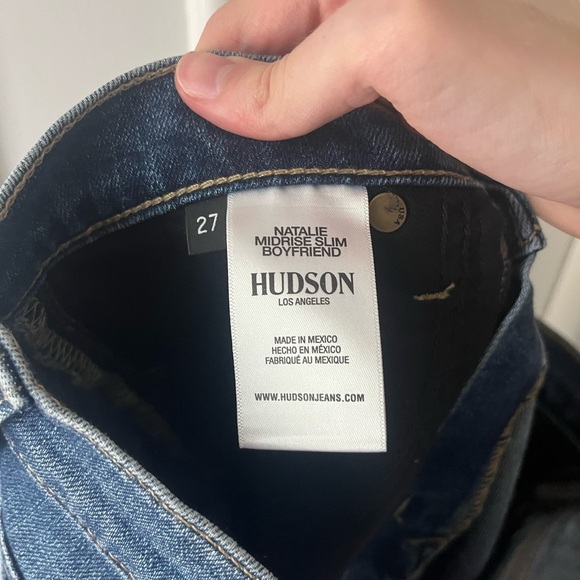 27
NATALIE
MIDRISE SLIM
BOYFRIEND
HUDSON
LOS ANGELES
MADE IN MEXICO
HECHO EN MÉXICO
FABRIQUÉ AU MEXIQUE
WWW.HUDSONJEANS.COM